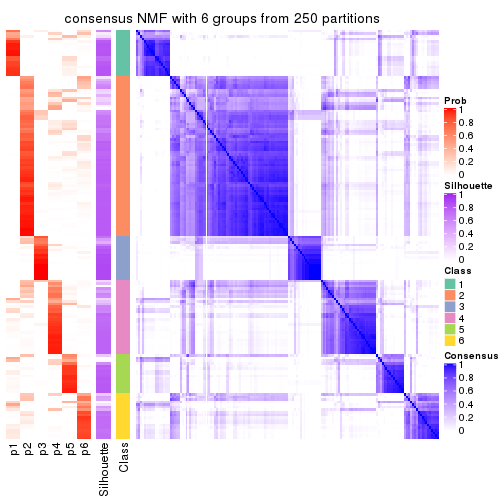 consensus NMF with 6 groups from 250 partitions
Prob
1
0.8
0.6
0.4
0.2
0
Silhouette
1
0.8
0.6
0.4
0.2
0
Class
1
2
3
4
5
6
Consensus
1
0.8
0.6
0.4
0.2
0
p1
p2
p3
p4
p5
p6
Silhouette
Class